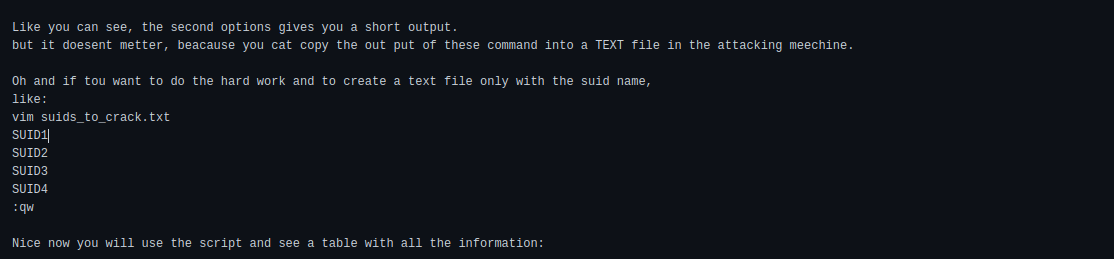 Like you can see, the second options gives you a short output.
but it doesent metter, beacause you cat copy the out put of these command into a TEXT file in the attacking meechine.
Oh and if tou want to do the hard work and to create a text file only with the suid name,
like:
vim suids_to_crack.txt
SUID1
SUID2
SUID3
SUID4
:qw
Nice now you will use the script and see a table with all the information: